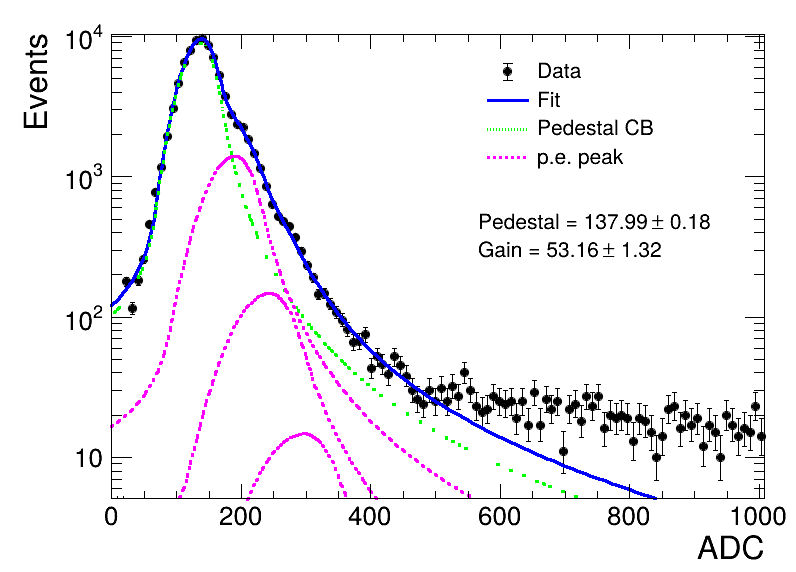 Events
10^4
10^3
10^2
10
Data
Fit
Pedestal CB
p.e. peak
Pedestal = 137.99 ± 0.18
Gain = 53.16 ± 1.32
0 200 400 600 800 1000
ADC